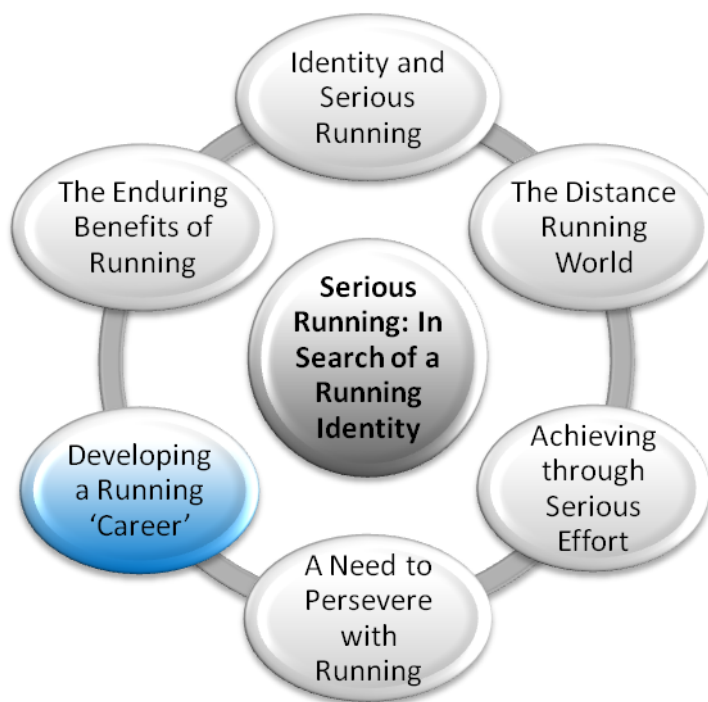 Identity and
Serious
Running
The Distance
Running
World
Achieving
through
Serious
Effort
A Need to
Persevere
with
Running
Developing
a Running
‘Career’
The Enduring
Benefits of
Running
Serious
Running: In
Search of a
Running
Identity